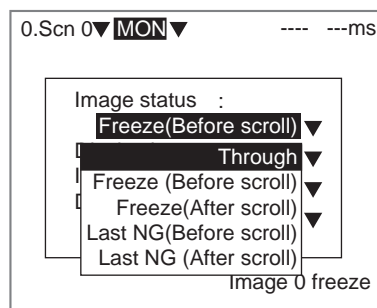 0.Scn 0▼ MON▼ ---- ---ms
Image status :
Freeze(Before scroll) ▼
Through ▼
Freeze (Before scroll) ▼
Freeze(After scroll)
Last NG(Before scroll) ▼
Last NG (After scroll)
Image 0 freeze